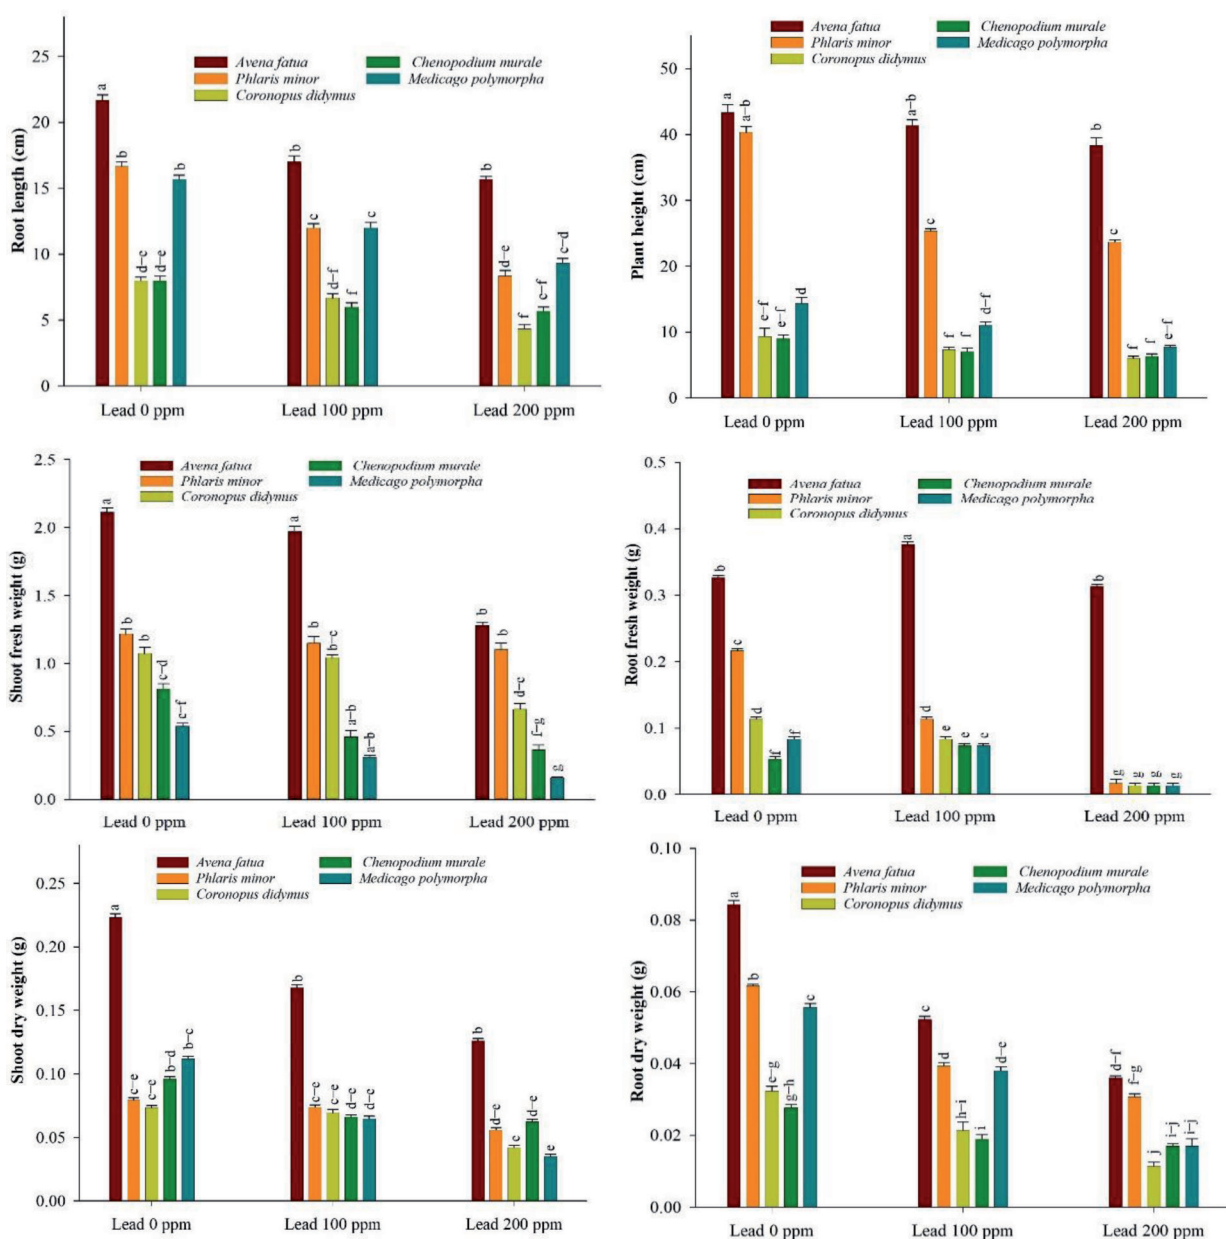 Avena fatua
Phlaris minor
Coronopus didymus
Chenopodium murale
Medicago polymorpha
Root length (cm)
25
20
15
10
5
0
a b d–e d–e b
b c d–f f c
b d–e f e–f c–d
Lead 0 ppm Lead 100 ppm Lead 200 ppm
Avena fatua
Phlaris minor
Coronopus didymus
Chenopodium murale
Medicago polymorpha
Plant height (cm)
50
40
30
20
10
0
a a–b e–f e–f d
a–b c f f d–f
b c f f e–f
Lead 0 ppm Lead 100 ppm Lead 200 ppm
Avena fatua
Phlaris minor
Coronopus didymus
Chenopodium murale
Medicago polymorpha
Shoot fresh weight (g)
2.5
2.0
1.5
1.0
0.5
0.0
a b b c–d
a b b–c a–b a–b
b b f–g g
Lead 0 ppm Lead 100 ppm Lead 200 ppm
Avena fatua
Phlaris minor
Coronopus didymus
Chenopodium murale
Medicago polymorpha
Root fresh weight (g)
0.5
0.4
0.3
0.2
0.1
0.0
b c d f f
a d e e
b g g g g
Lead 0 ppm Lead 100 ppm Lead 200 ppm
Avena fatua
Phlaris minor
Coronopus didymus
Chenopodium murale
Medicago polymorpha
Shoot dry weight (g)
0.25
0.20
0.15
0.10
0.05
0.00
a b–d b–c
b d–e d–e
b d–e d–e e
Lead 0 ppm Lead 100 ppm Lead 200 ppm
Avena fatua
Phlaris minor
Coronopus didymus
Chenopodium murale
Medicago polymorpha
Root dry weight (g)
0.10
0.08
0.06
0.04
0.02
0.00
a b g–h c
c d h–i i d–e
d–f f–g j i–j i–j
Lead 0 ppm Lead 100 ppm Lead 200 ppm